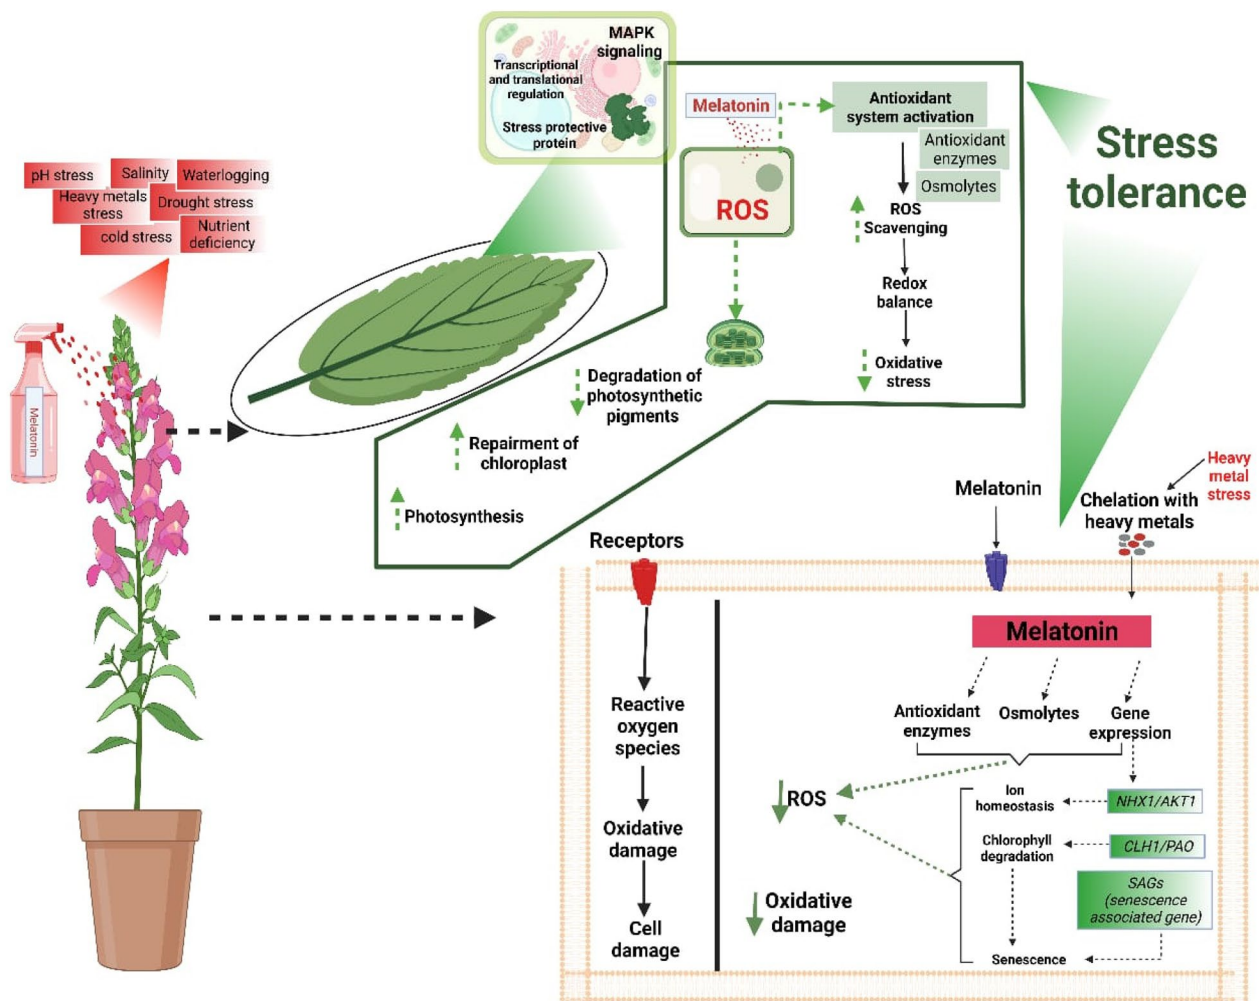 MAPK
signaling
Transcriptional
and translational
regulation
Stress protective
protein
pH stress
Salinity
Waterlogging
Heavy metals
stress
Drought stress
cold stress
Nutrient
deficiency
Melatonin
Melatonin
ROS
Antioxidant
system activation
Antioxidant
enzymes
Osmolytes
ROS
Scavenging
Redox
balance
Oxidative
stress
Stress
tolerance
Degradation of
photosynthetic
pigments
Repairment of
chloroplast
Photosynthesis
Receptors
Reactive
oxygen
species
Oxidative
damage
Cell
damage
Melatonin
Chelation with
heavy metals
Heavy
metal
stress
Melatonin
Antioxidant
enzymes
Osmolytes
Gene
expression
ROS
Oxidative
damage
Ion
homeostasis
NHX1/AKT1
Chlorophyll
degradation
CLH1/PAO
SAGs
(senescence
associated gene)
Senescence